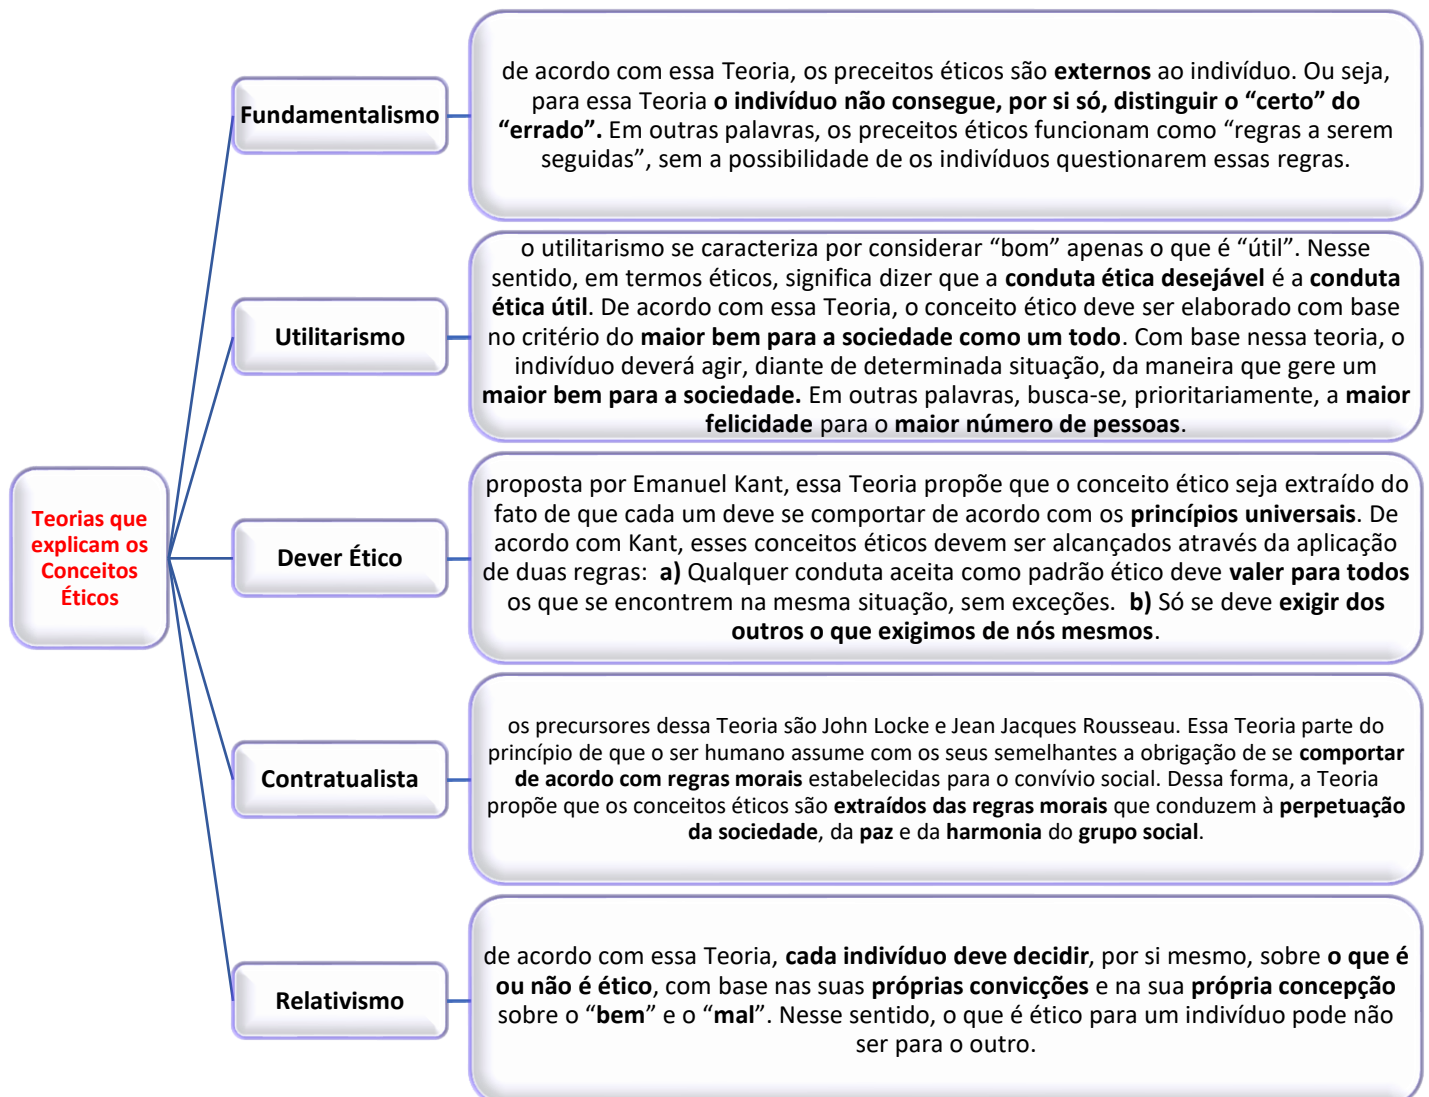 Teorias que
explicam os
Conceitos
Éticos
Fundamentalismo
de acordo com essa Teoria, os preceitos éticos são externos ao indivíduo. Ou seja,
para essa Teoria o indivíduo não consegue, por si só, distinguir o “certo” do
“errado”. Em outras palavras, os preceitos éticos funcionam como “regras a serem
seguidas”, sem a possibilidade de os indivíduos questionarem essas regras.
Utilitarismo
o utilitarismo se caracteriza por considerar “bom” apenas o que é “útil”. Nesse
sentido, em termos éticos, significa dizer que a conduta ética desejável é a conduta
ética útil. De acordo com essa Teoria, o conceito ético deve ser elaborado com base
no critério do maior bem para a sociedade como um todo. Com base nessa teoria, o
indivíduo deverá agir, diante de determinada situação, da maneira que gere um
maior bem para a sociedade. Em outras palavras, busca-se, prioritariamente, a maior
felicidade para o maior número de pessoas.
Dever Ético
proposta por Emanuel Kant, essa Teoria propõe que o conceito ético seja extraído do
fato de que cada um deve se comportar de acordo com os princípios universais. De
acordo com Kant, esses conceitos éticos devem ser alcançados através da aplicação
de duas regras: a) Qualquer conduta aceita como padrão ético deve valer para todos
os que se encontrem na mesma situação, sem exceções. b) Só se deve exigir dos
outros o que exigimos de nós mesmos.
Contratualista
os precursores dessa Teoria são John Locke e Jean Jacques Rousseau. Essa Teoria parte do
princípio de que o ser humano assume com os seus semelhantes a obrigação de se comportar
de acordo com regras morais estabelecidas para o convívio social. Dessa forma, a Teoria
propõe que os conceitos éticos são extraídos das regras morais que conduzem à perpetuação
da sociedade, da paz e da harmonia do grupo social.
Relativismo
de acordo com essa Teoria, cada indivíduo deve decidir, por si mesmo, sobre o que é
ou não é ético, com base nas suas próprias convicções e na sua própria concepção
sobre o “bem” e o “mal”. Nesse sentido, o que é ético para um indivíduo pode não
ser para o outro.